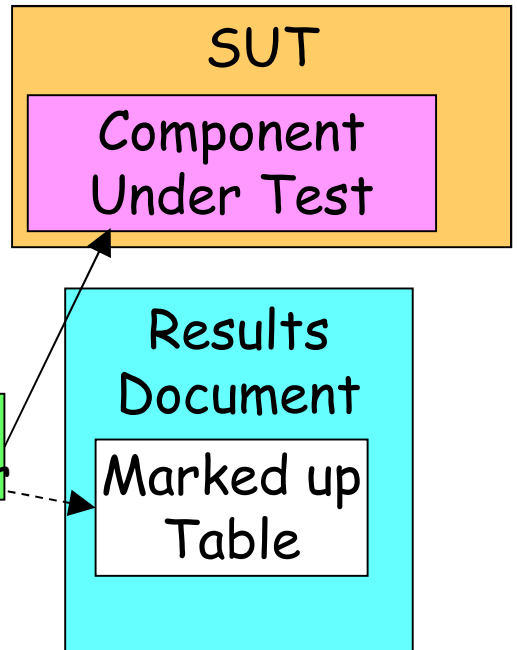 SUT
Component
Under Test
Results
Document
Marked up
Table